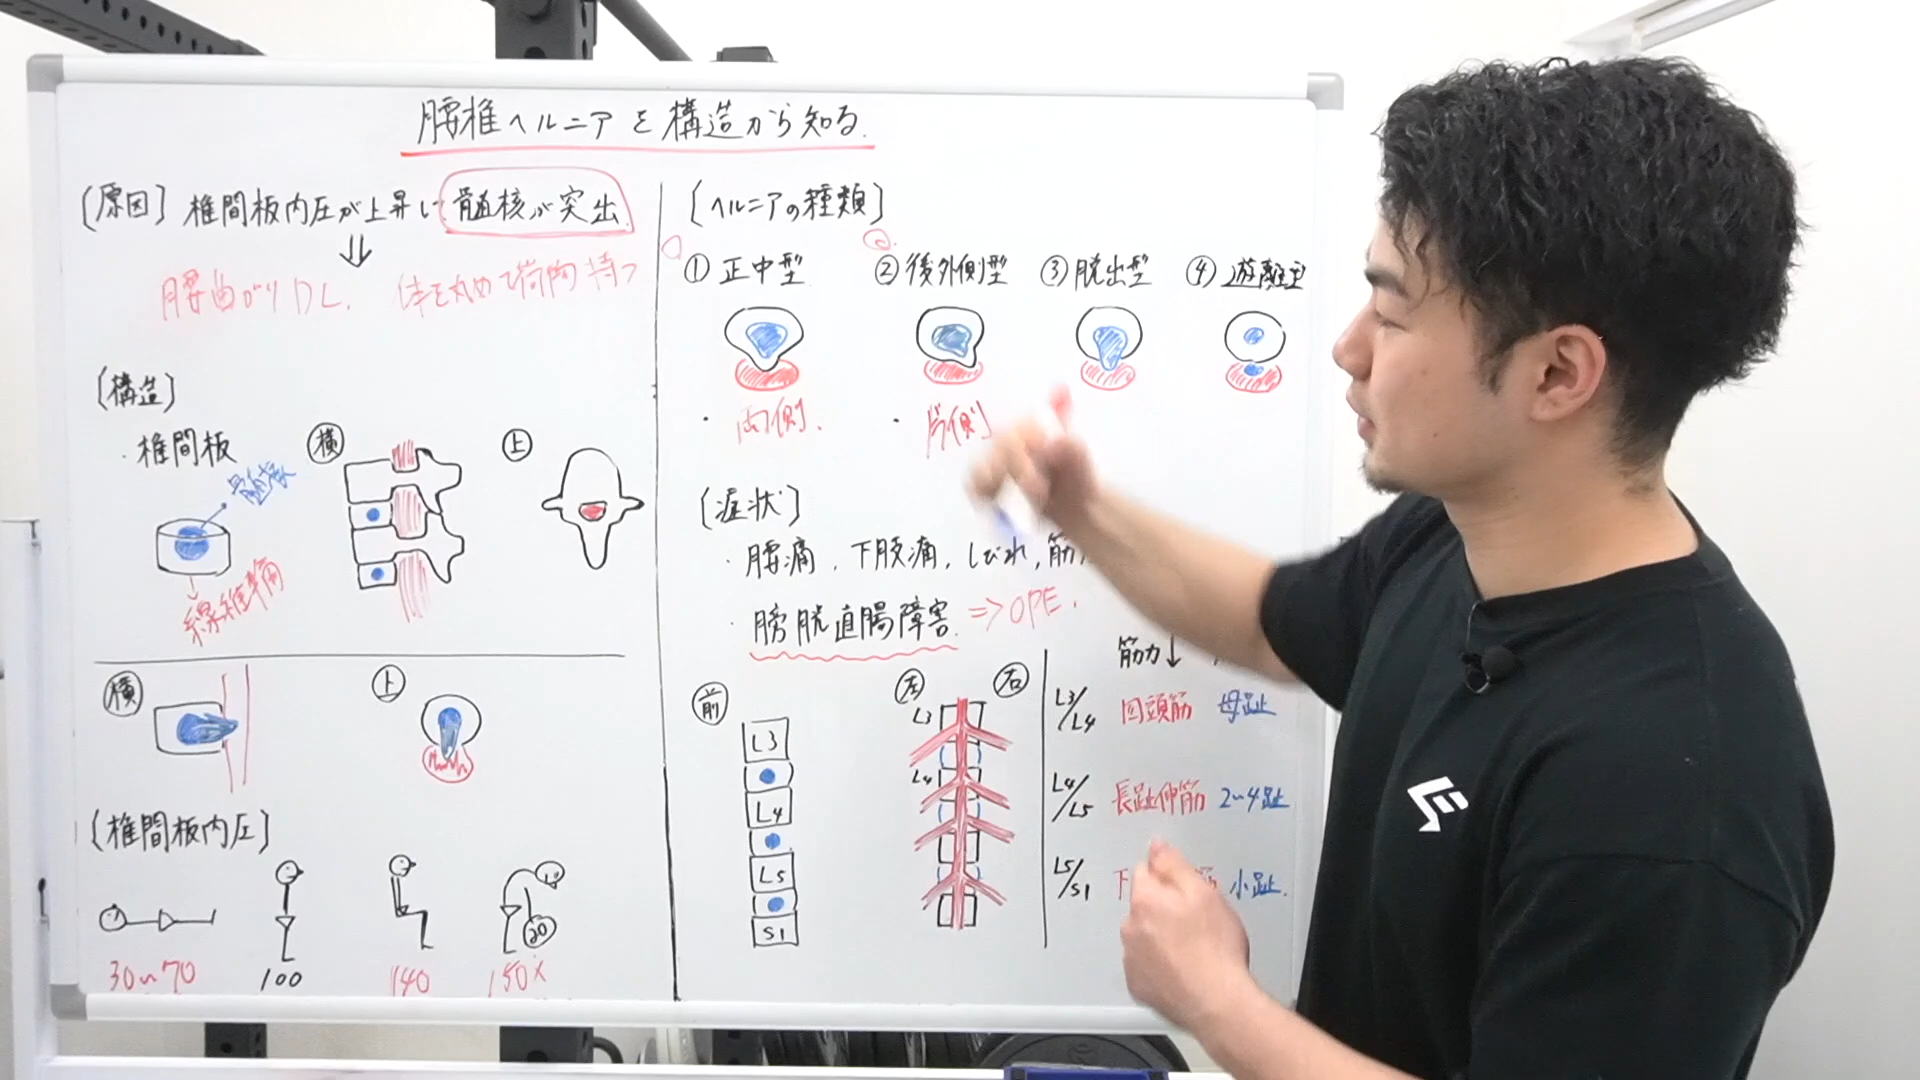 腰椎ヘルニアを構造から知る.
[原因] 椎間板内圧が上昇し髄核が突出.
⇓
腰曲がりDL. 体を丸めて荷物持つ
[構造]
・椎間板
髄核
線維輪
横
上
横
上
[椎間板内圧]
20
30~70
100
140
150×
[ヘルニアの種類]
① 正中型
② 後外側型
③ 脱出型
④ 遊離型
・両側.
・片側
[症状]
・腰痛, 下肢痛, しびれ, 筋
・膀胱直腸障害. ⇒ OPE.
前
L3
L4
L5
S1
左
右
L3
L4
筋力↓
L3/L4 回頭筋 母趾
L4/L5 長趾伸筋 2~4趾
L5/S1 下 筋 小趾.